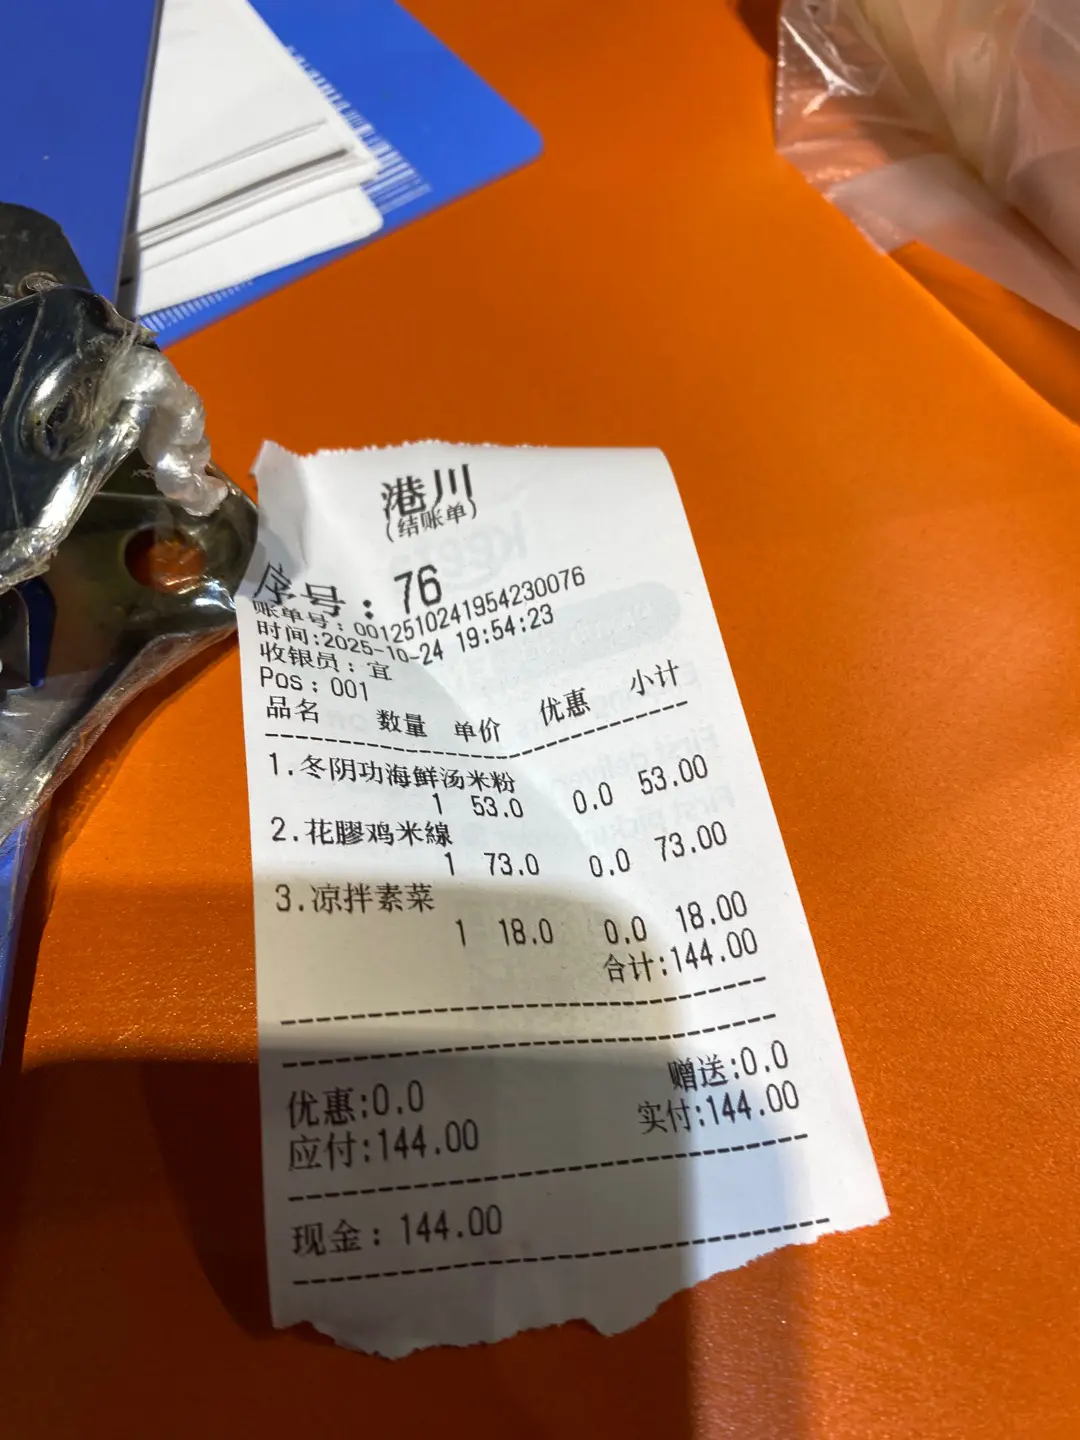 港川
(结账单)
序号：76
账单号：001251024195423​0076
时间:2025-10-24 19:54:23
收银员：宜
Pos：001
品名 数量 单价 优惠 小计
1.冬阴功海鲜汤米粉
1 53.0 0.0 53.00
2.花膠鸡米線
1 73.0 0.0 73.00
3.凉拌素菜
1 18.0 0.0 18.00
合计:144.00
优惠:0.0 赠送:0.0
应付:144.00 实付:144.00
现金：144.00